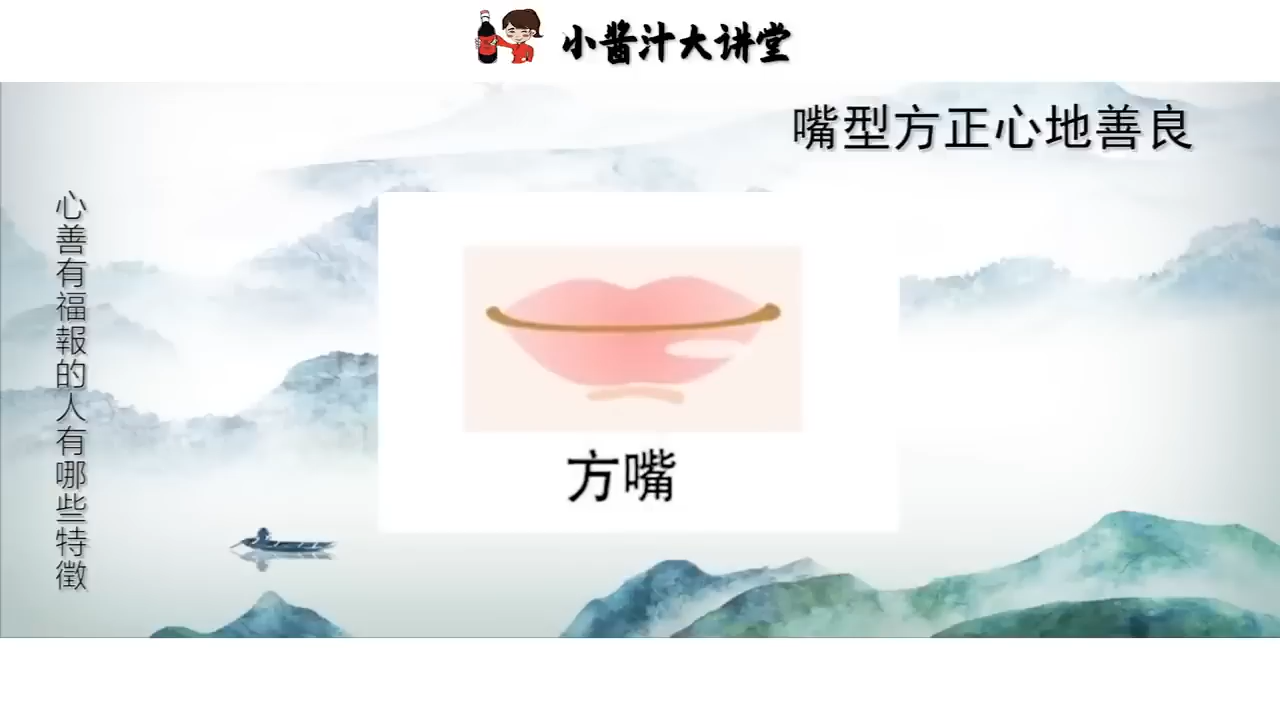 小酱汁大讲堂
嘴型方正心地善良
心善有福報的人有哪些特徵
方嘴